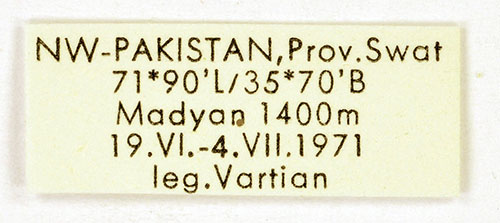 NW-PAKISTAN,Prov.Swat
71*90'L/35*70'B
Madyan 1400m
19.VI.-4.VII.1971
leg.Vartian